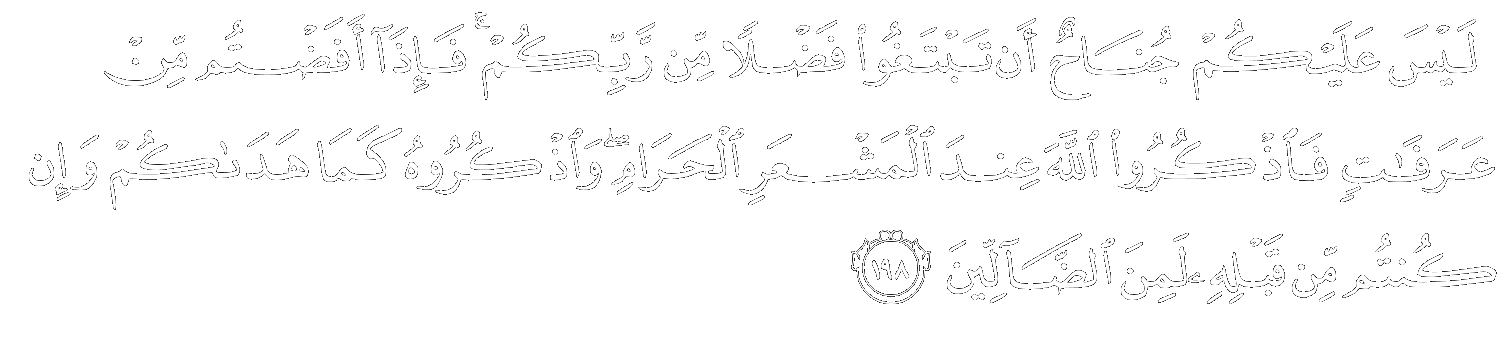 لَيْسَ عَلَيْكُمْ جُنَاحٌ أَن تَبْتَغُوا۟ فَضْلًا مِّن رَّبِّكُمْ ۚ فَإِذَآ أَفَضْتُم مِّنْ
عَرَفَـٰتٍ فَٱذْكُرُوا۟ ٱللَّهَ عِندَ ٱلْمَشْعَرِ ٱلْحَرَامِ ۖ وَٱذْكُرُوهُ كَمَا هَدَىٰكُمْ وَإِن
كُنتُم مِّن قَبْلِهِۦ لَمِنَ ٱلضَّآلِّينَ ١٩٨